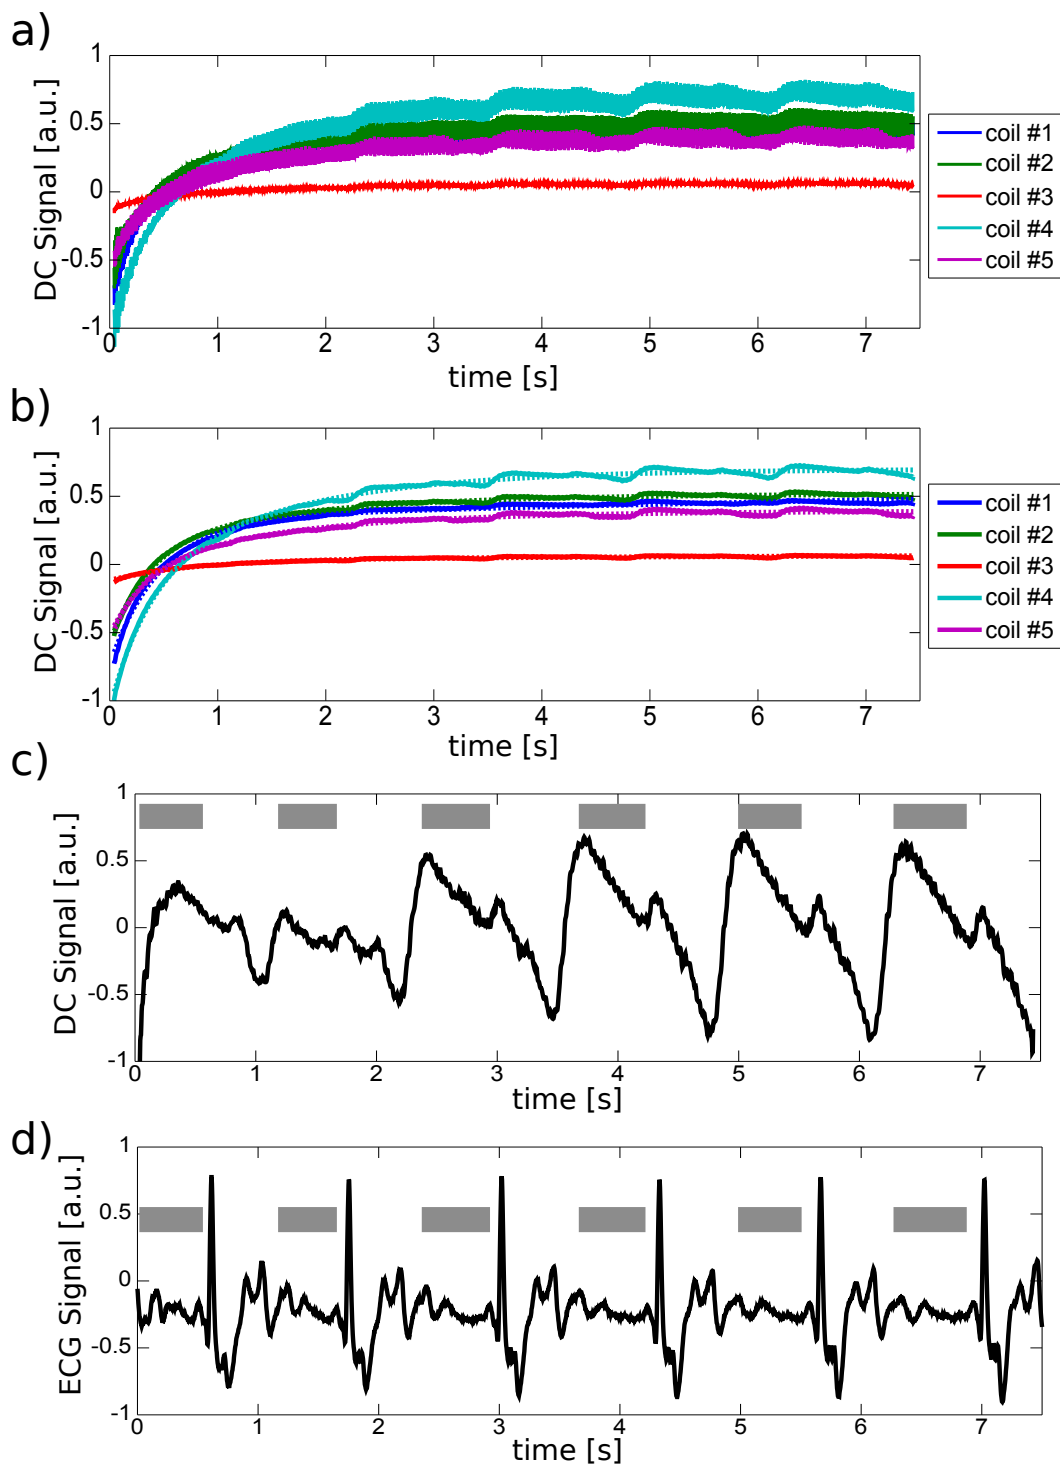 a)
1
0.5
0
-0.5
-1
DC Signal [a.u.]
0 1 2 3 4 5 6 7
time [s]
coil #1
coil #2
coil #3
coil #4
coil #5
b)
1
0.5
0
-0.5
-1
DC Signal [a.u.]
0 1 2 3 4 5 6 7
time [s]
coil #1
coil #2
coil #3
coil #4
coil #5
c)
1
0.5
0
-0.5
-1
DC Signal [a.u.]
0 1 2 3 4 5 6 7
time [s]
d)
1
0.5
0
-0.5
-1
ECG Signal [a.u.]
0 1 2 3 4 5 6 7
time [s]